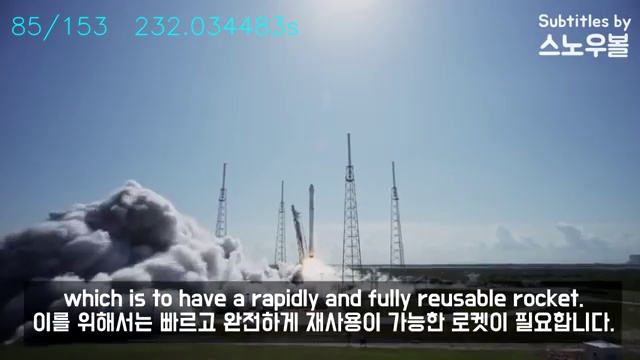 85/153 232.034483s
Subtitles by
스노우볼
which is to have a rapidly and fully reusable rocket.
이를 위해서는 빠르고 완전하게 재사용이 가능한 로켓이 필요합니다.